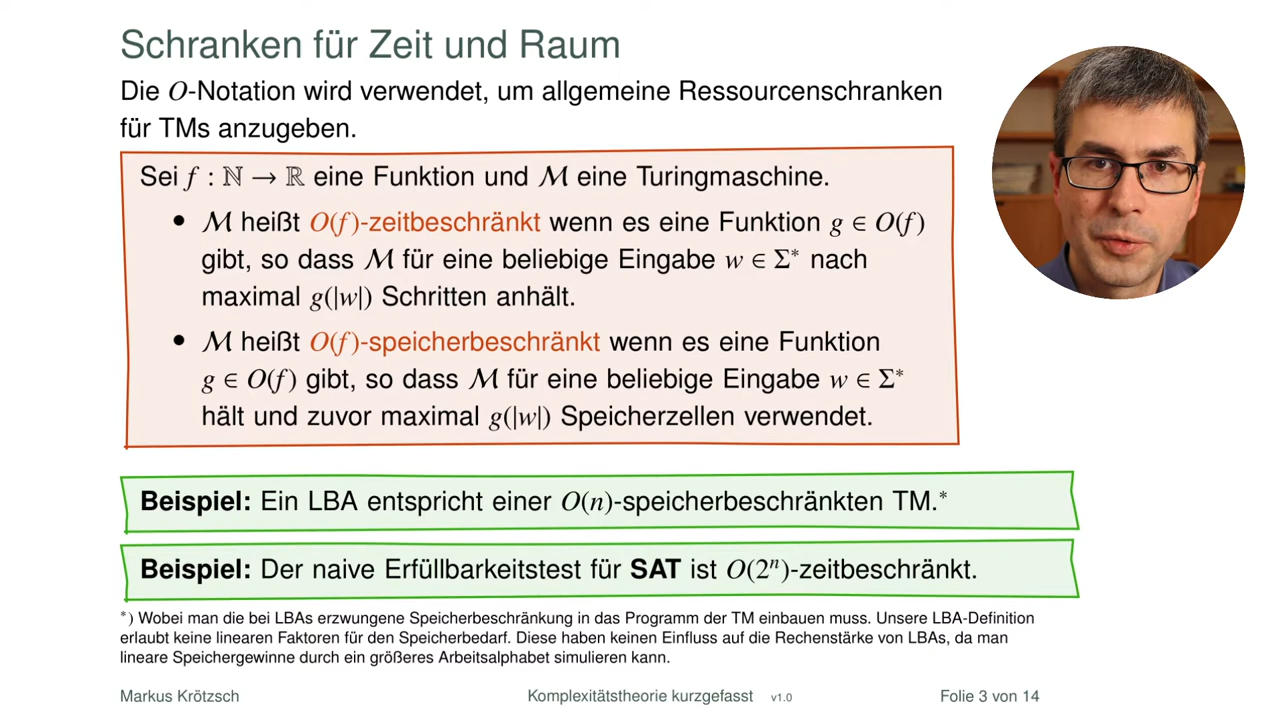 Schranken für Zeit und Raum
Die O-Notation wird verwendet, um allgemeine Ressourcenschranken
für TMs anzugeben.
Sei f : ℕ → ℝ eine Funktion und ℳ eine Turingmaschine.
• ℳ heißt O(f)-zeitbeschränkt wenn es eine Funktion g ∈ O(f)
gibt, so dass ℳ für eine beliebige Eingabe w ∈ Σ* nach
maximal g(|w|) Schritten anhält.
• ℳ heißt O(f)-speicherbeschränkt wenn es eine Funktion
g ∈ O(f) gibt, so dass ℳ für eine beliebige Eingabe w ∈ Σ*
hält und zuvor maximal g(|w|) Speicherzellen verwendet.
Beispiel: Ein LBA entspricht einer O(n)-speicherbeschränkten TM.*
Beispiel: Der naive Erfüllbarkeitstest für SAT ist O(2ⁿ)-zeitbeschränkt.
*) Wobei man die bei LBAs erzwungene Speicherbeschränkung in das Programm der TM einbauen muss. Unsere LBA-Definition
erlaubt keine linearen Faktoren für den Speicherbedarf. Diese haben keinen Einfluss auf die Rechenstärke von LBAs, da man
lineare Speichergewinne durch ein größeres Arbeitsalphabet simulieren kann.
Markus Krötzsch Komplexitätstheorie kurzgefasst v1.0 Folie 3 von 14